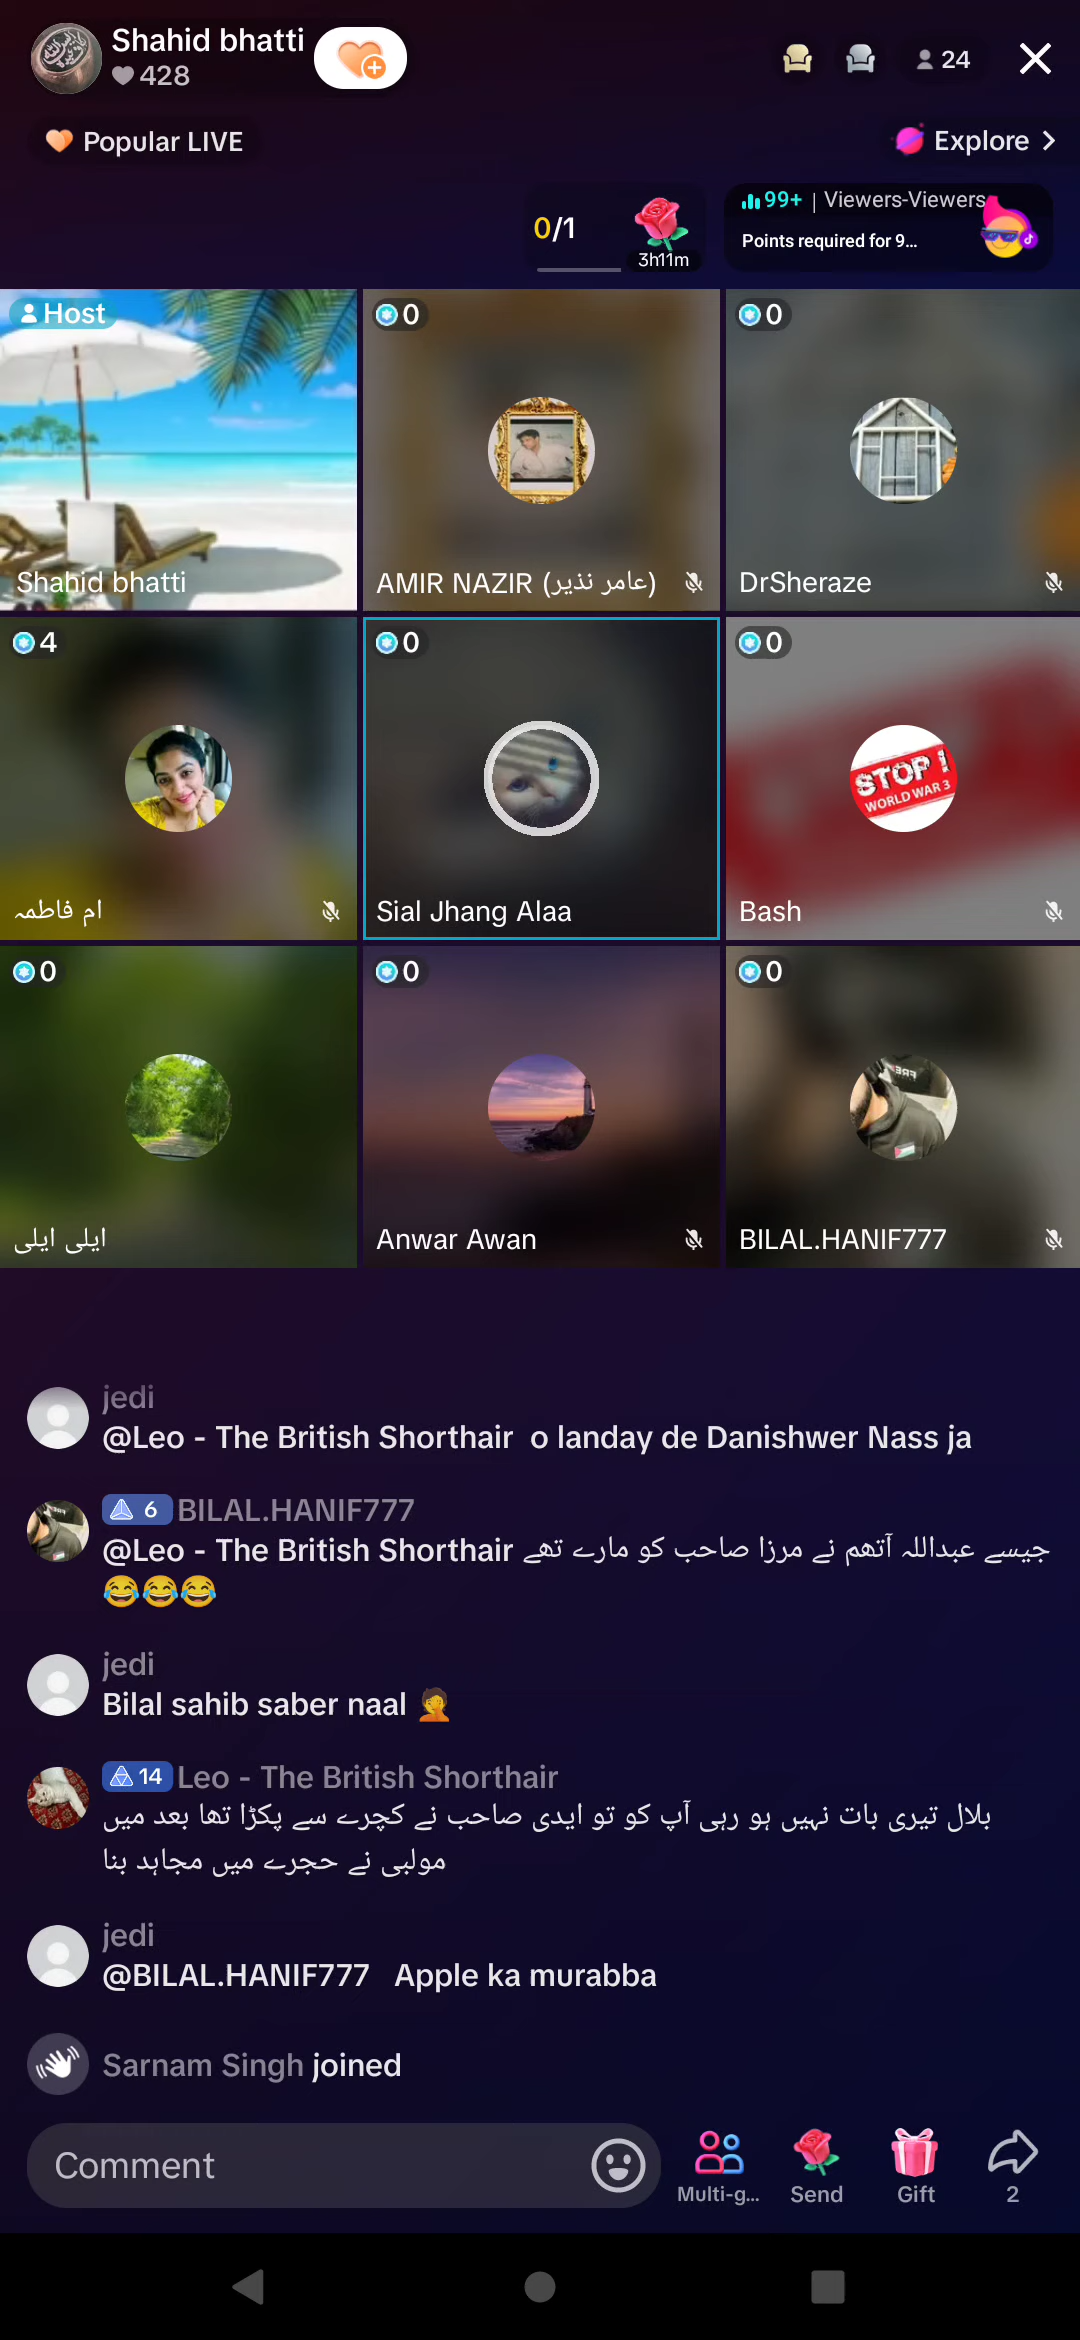 Shahid bhatti
428
24
Popular LIVE
Explore
0/1
3h11m
99+ | Viewers-Viewers
Points required for 9...
Host
Shahid bhatti
0
AMIR NAZIR (عامر نذیر)
0
DrSheraze
4
ام فاطمہ
0
Sial Jhang Alaa
0
STOP !
WORLD WAR 3
Bash
0
ایلی ایلی
0
Anwar Awan
0
BILAL.HANIF777
jedi
@Leo - The British Shorthair o landay de Danishwer Nass ja
6 BILAL.HANIF777
@Leo - The British Shorthair جیسے عبداللہ آتھم نے مرزا صاحب کو مارے تھے
😂😂😂
jedi
Bilal sahib saber naal 🤦
14 Leo - The British Shorthair
بلال تیری بات نہیں ہو رہی آپ کو تو ایدی صاحب نے کچرے سے پکڑا تھا بعد میں
مولبی نے حجرے میں مجاہد بنا
jedi
@BILAL.HANIF777 Apple ka murabba
Sarnam Singh joined
Comment
Multi-g...
Send
Gift
2